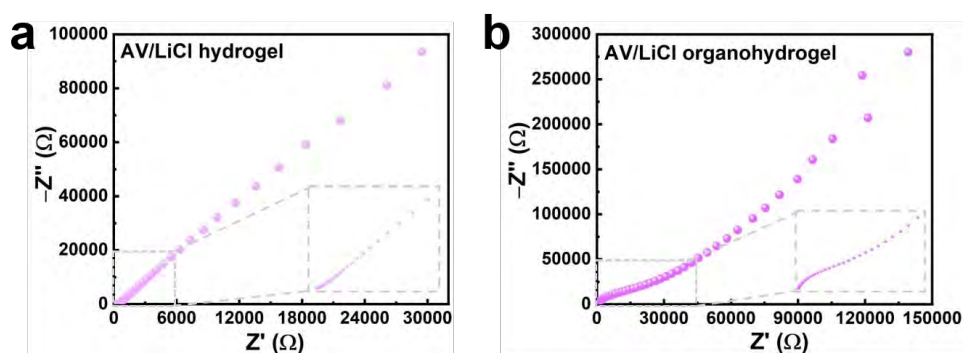 a
AV/LiCl hydrogel
100000
80000
60000
40000
20000
0
−Z'' (Ω)
0 6000 12000 18000 24000 30000
Z' (Ω)
b
AV/LiCl organohydrogel
300000
250000
200000
150000
100000
50000
0
−Z'' (Ω)
0 30000 60000 90000 120000 150000
Z' (Ω)